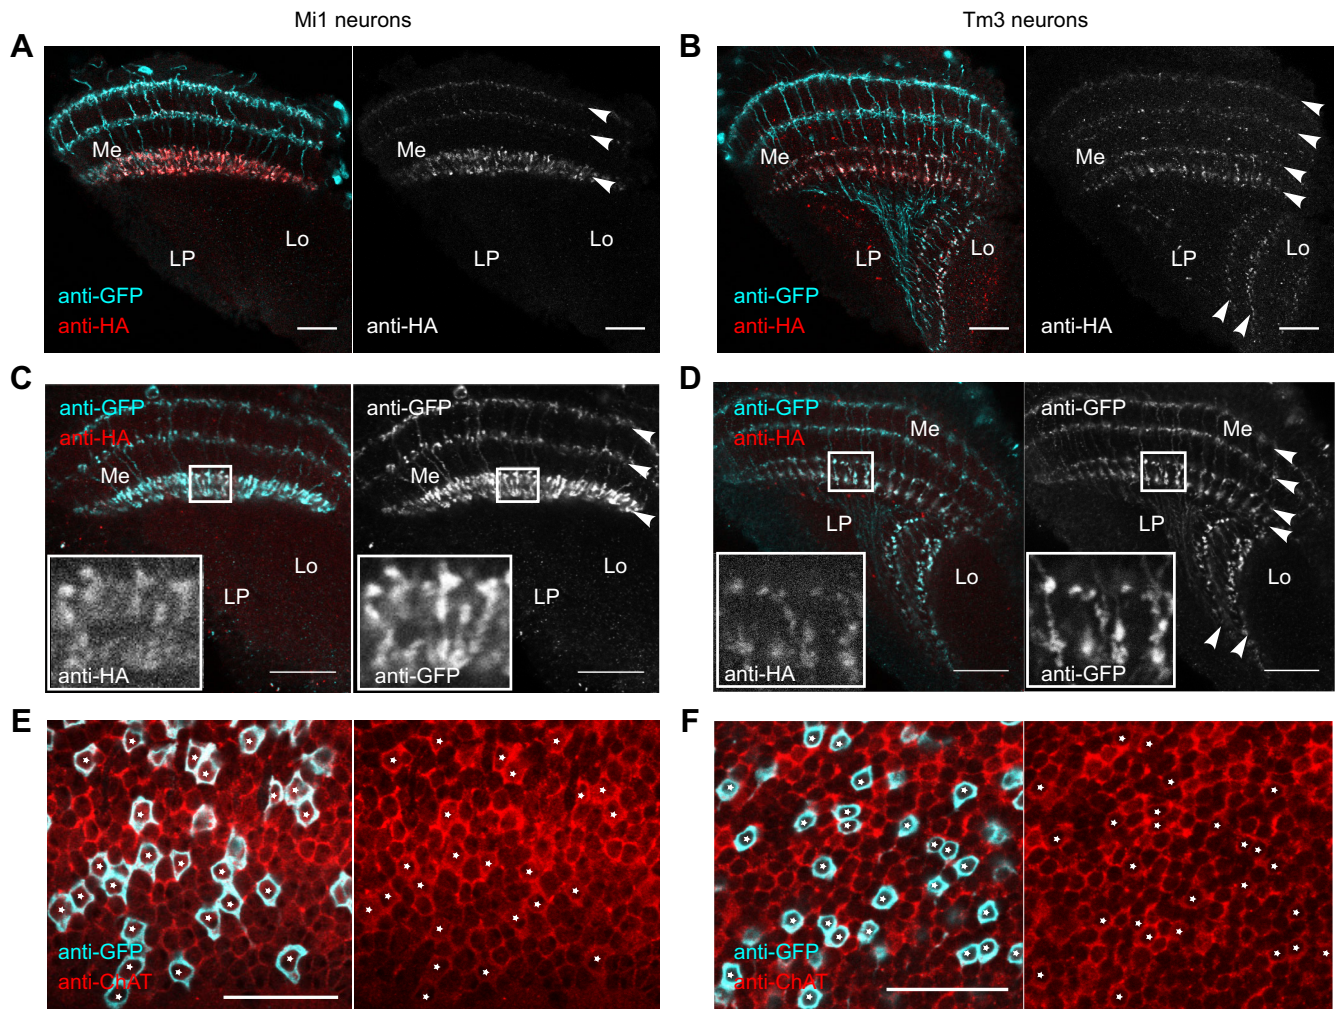 Mi1 neurons
Tm3 neurons
A
Me
Lo
LP
anti-GFP
anti-HA
Me
Lo
LP
anti-HA
B
Me
Lo
LP
anti-GFP
anti-HA
Me
Lo
LP
anti-HA
C
anti-GFP
anti-HA
Me
Lo
LP
anti-HA
anti-GFP
Me
Lo
LP
anti-GFP
D
anti-GFP
anti-HA
Me
LP
Lo
anti-HA
anti-GFP
Me
LP
Lo
anti-GFP
E
anti-GFP
anti-ChAT
F
anti-GFP
anti-ChAT